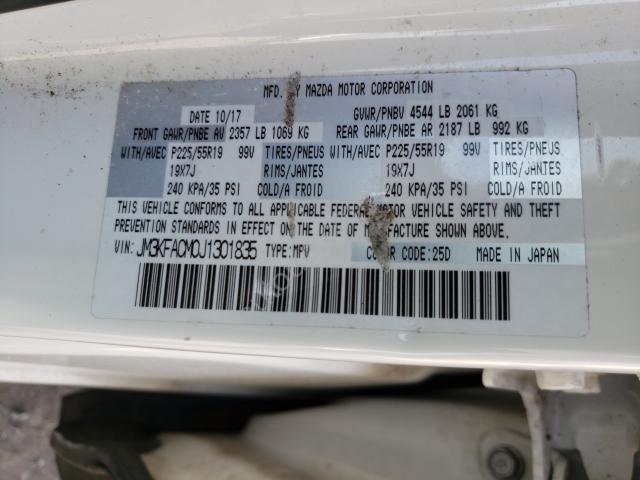 MFD. BY MAZDA MOTOR CORPORATION
DATE 10/17 GVWR/PNBV 4544 LB 2061 KG
FRONT GAWR/PNBE AV 2357 LB 1069 KG REAR GAWR/PNBE AR 2187 LB 992 KG
WITH/AVEC P225/55R19 99V TIRES/PNEUS WITH/AVEC P225/55R19 99V TIRES/PNEUS
19X7J RIMS/JANTES 19X7J RIMS/JANTES
240 KPA/35 PSI COLD/A FROID 240 KPA/35 PSI COLD/A FROID
THIS VEHICLE CONFORMS TO ALL APPLICABLE FEDERAL MOTOR VEHICLE SAFETY AND THEFT
PREVENTION STANDARDS IN EFFECT ON THE DATE OF MANUFACTURE SHOWN ABOVE.
VIN: JM3KFACM0J1301835 TYPE: MPV COLOR CODE: 25D MADE IN JAPAN